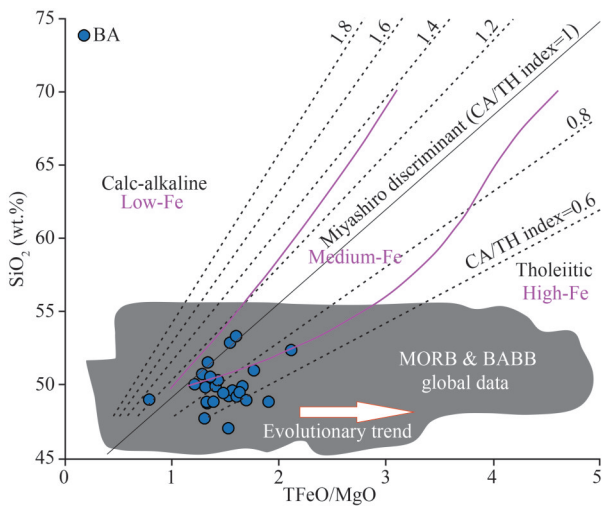 75
70
65
60
55
50
45
SiO₂ (wt.%)
BA
1.8
1.6
1.4
1.2
Miyashiro discriminant (CA/TH index=1)
0.8
CA/TH index=0.6
Calc-alkaline
Low-Fe
Medium-Fe
Tholeiitic
High-Fe
MORB & BABB
global data
Evolutionary trend
0
1
2
3
4
5
TFeO/MgO